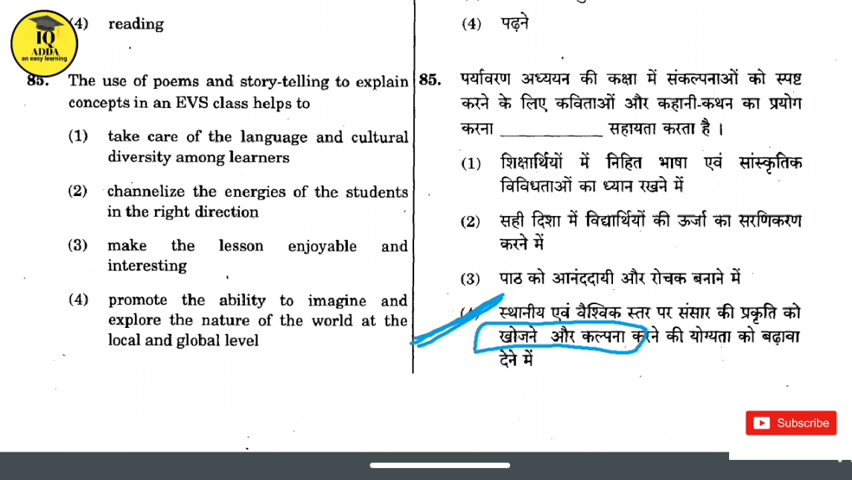 IQ
ADDA
an easy learning
(4) reading
85. The use of poems and story-telling to explain
concepts in an EVS class helps to
(1) take care of the language and cultural
diversity among learners
(2) channelize the energies of the students
in the right direction
(3) make the lesson enjoyable and
interesting
(4) promote the ability to imagine and
explore the nature of the world at the
local and global level
(4) पढ़ने
85. पर्यावरण अध्ययन की कक्षा में संकल्पनाओं को स्पष्ट
करने के लिए कविताओं और कहानी-कथन का प्रयोग
करना ____________ सहायता करता है ।
(1) शिक्षार्थियों में निहित भाषा एवं सांस्कृतिक
विविधताओं का ध्यान रखने में
(2) सही दिशा में विद्यार्थियों की ऊर्जा का सरणिकरण
करने में
(3) पाठ को आनंददायी और रोचक बनाने में
(4) स्थानीय एवं वैश्विक स्तर पर संसार की प्रकृति को
खोजने और कल्पना करने की योग्यता को बढ़ावा
देने में
Subscribe